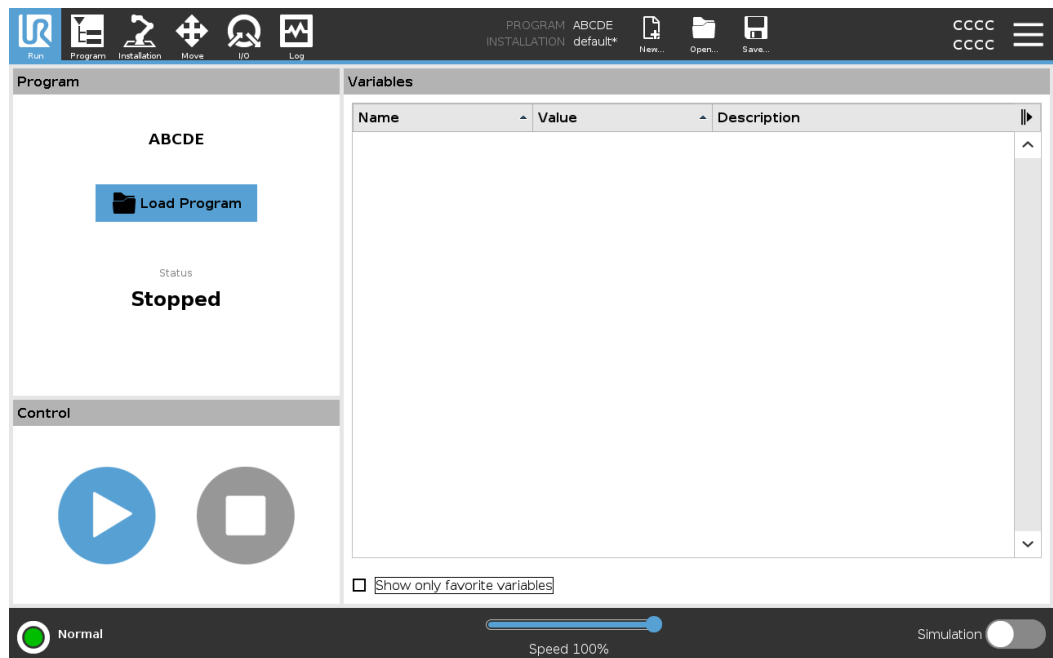 Run
Program
Installation
Move
I/O
Log
PROGRAM ABCDE
INSTALLATION default*
New...
Open...
Save...
CCCC
CCCC
Program
ABCDE
Load Program
Status
Stopped
Control
Variables
Name Value Description
Show only favorite variables
Normal
Speed 100%
Simulation